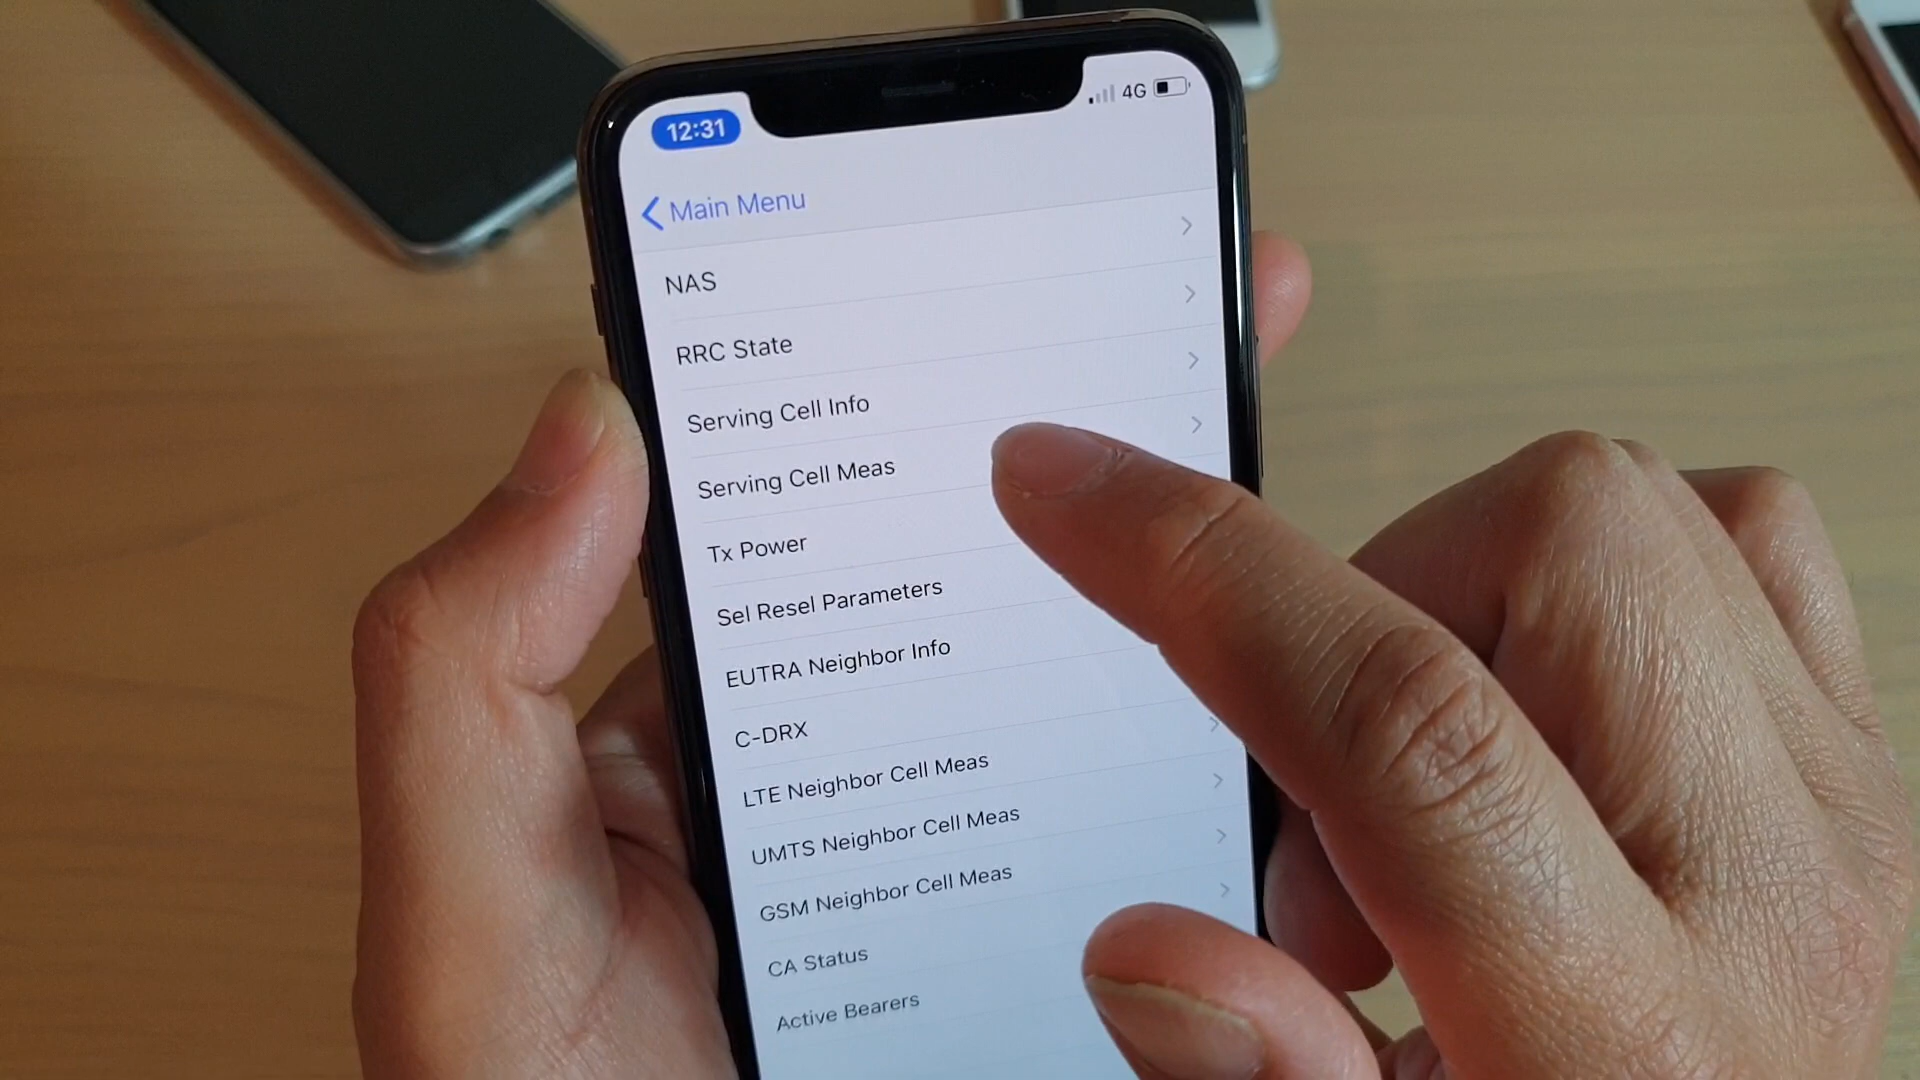 12:31
4G
Main Menu
NAS
RRC State
Serving Cell Info
Serving Cell Meas
Tx Power
Sel Resel Parameters
EUTRA Neighbor Info
C-DRX
LTE Neighbor Cell Meas
UMTS Neighbor Cell Meas
GSM Neighbor Cell Meas
CA Status
Active Bearers